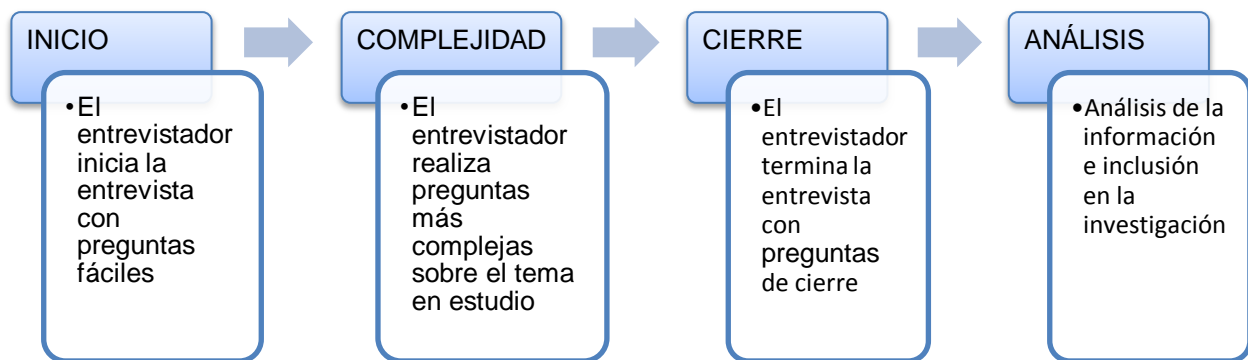 INICIO
•El
entrevistador
inicia la
entrevista
con
preguntas
fáciles
COMPLEJIDAD
•El
entrevistador
realiza
preguntas
más
complejas
sobre el tema
en estudio
CIERRE
•El
entrevistador
termina la
entrevista
con
preguntas
de cierre
ANÁLISIS
•Análisis de la
información
e inclusión
en la
investigación